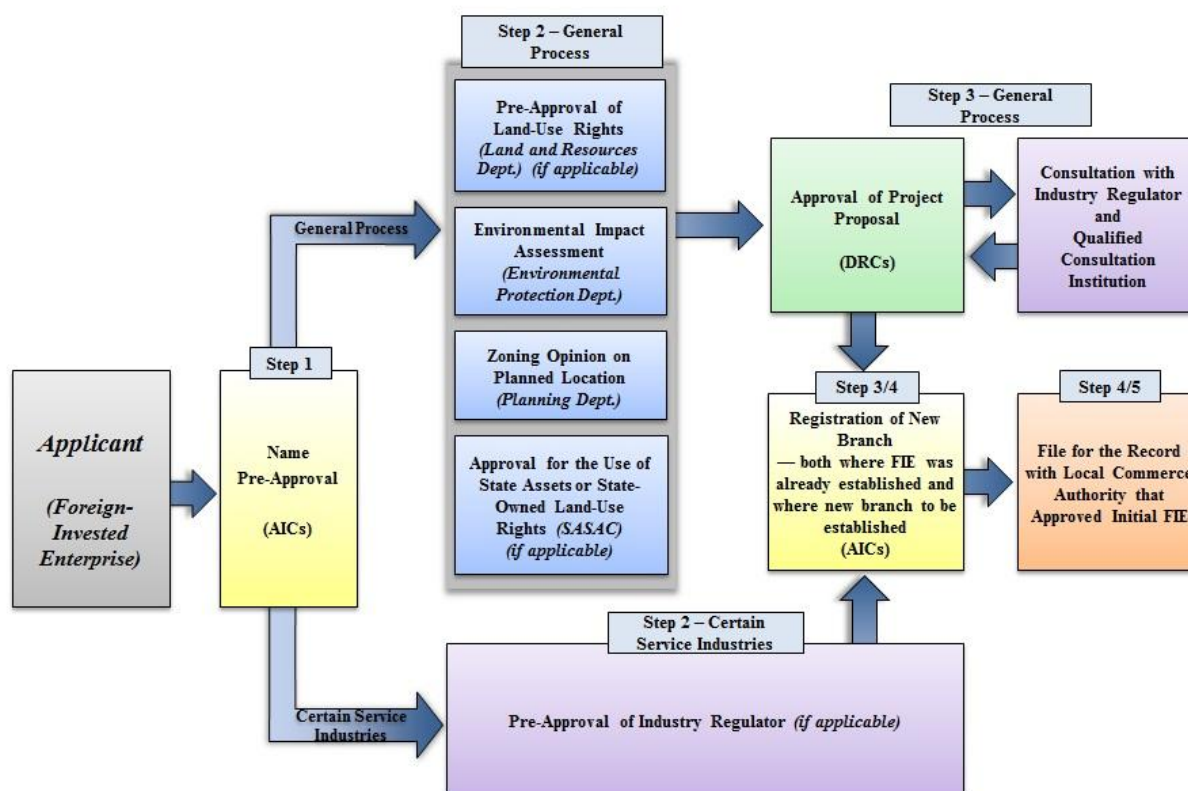 Applicant
(Foreign-
Invested
Enterprise)
Step 1
Name
Pre-Approval
(AICs)
General Process
Certain Service
Industries
Step 2 – General
Process
Pre-Approval of
Land-Use Rights
(Land and Resources
Dept.) (if applicable)
Environmental Impact
Assessment
(Environmental
Protection Dept.)
Zoning Opinion on
Planned Location
(Planning Dept.)
Approval for the Use of
State Assets or State-
Owned Land-Use
Rights (SASAC)
(if applicable)
Step 2 – Certain
Service Industries
Pre-Approval of Industry Regulator (if applicable)
Step 3 – General
Process
Approval of Project
Proposal
(DRCs)
Consultation with
Industry Regulator
and
Qualified
Consultation
Institution
Step 3/4
Registration of New
Branch
— both where FIE was
already established and
where new branch to be
established
(AICs)
Step 4/5
File for the Record
with Local Commerce
Authority that
Approved Initial FIE